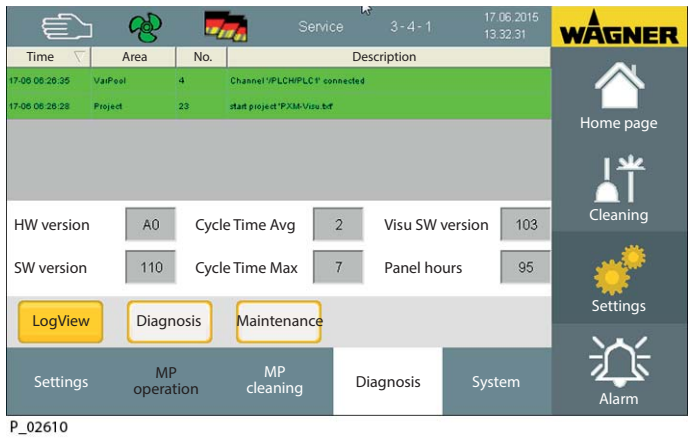 Service 3-4-1 17.06.2015
13.32.31
WAGNER
Time Area No. Description
17-06 06:26:35 VarPool 4 Channel '/PLCH/PLC1' connected
17-06 06:26:28 Project 23 start project 'PXM-Visu.txt'
Home page
Cleaning
HW version A0 Cycle Time Avg 2 Visu SW version 103
SW version 110 Cycle Time Max 7 Panel hours 95
Settings
LogView Diagnosis Maintenance
Settings MP operation MP cleaning Diagnosis System
Alarm
P_02610